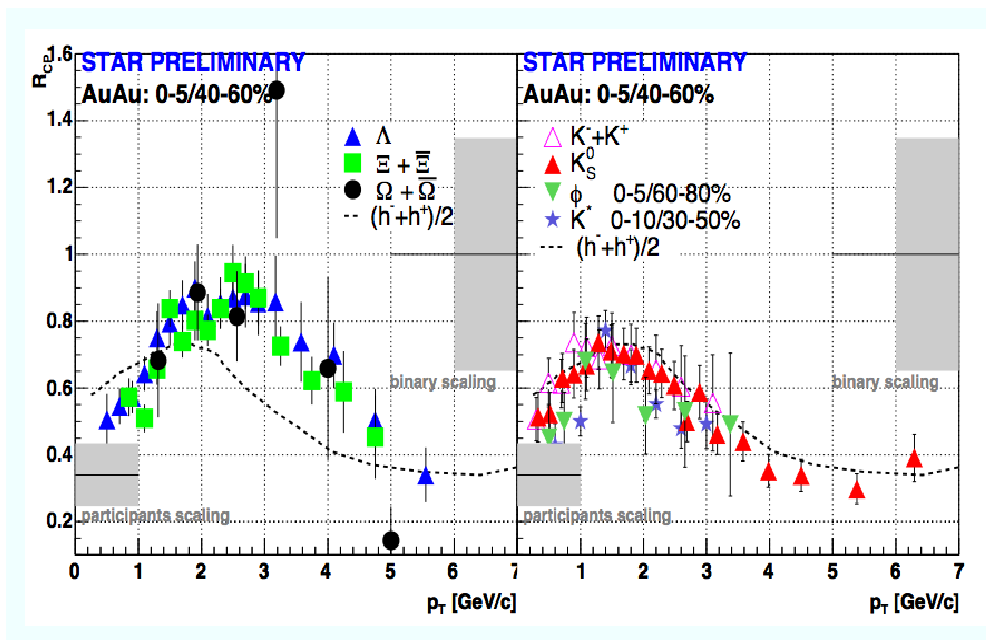 R_CP
1.6
1.4
1.2
1
0.8
0.6
0.4
0.2
STAR PRELIMINARY
AuAu: 0-5/40-60%
Λ
Ξ + Ξ̅
Ω + Ω̅
(h⁻+h⁺)/2
binary scaling
participants scaling
0 1 2 3 4 5 6 7
p_T [GeV/c]
STAR PRELIMINARY
AuAu: 0-5/40-60%
K⁻+K⁺
K⁰_S
ϕ 0-5/60-80%
K* 0-10/30-50%
(h⁻+h⁺)/2
binary scaling
participants scaling
1 2 3 4 5 6 7
p_T [GeV/c]